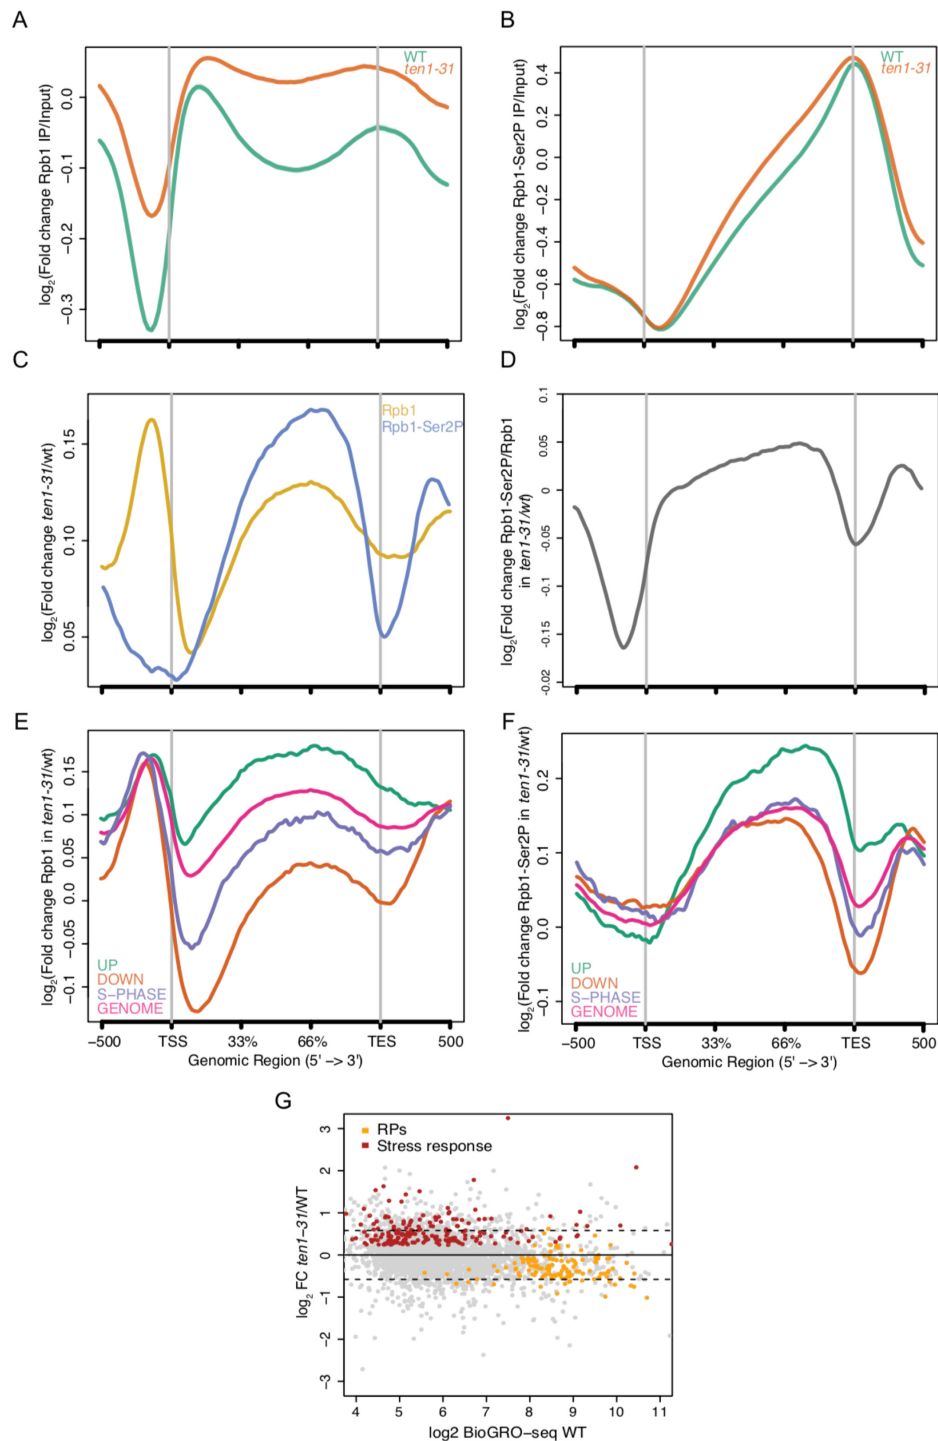 A
WT
ten1-31
log2(Fold change Rpb1 IP/Input)
0.0
−0.1
−0.2
−0.3
B
WT
ten1-31
log2(Fold change Rpb1-Ser2P IP/Input)
0.4
0.2
0.0
−0.2
−0.4
−0.6
−0.8
C
Rpb1
Rpb1-Ser2P
log2(Fold change ten1-31/wt)
0.15
0.10
0.05
D
log2(Fold change Rpb1-Ser2P/Rpb1
in ten1-31/wt)
0.1
0.05
0
-0.05
-0.1
-0.15
-0.02
E
log2(Fold change Rpb1 in ten1-31/wt)
0.15
0.1
0.05
0.0
−0.05
−0.1
UP
DOWN
S−PHASE
GENOME
−500 TSS 33% 66% TES 500
Genomic Region (5' −> 3')
F
log2(Fold change Rpb1-Ser2P in ten1-31/wt)
0.2
0.1
0.0
−0.1
UP
DOWN
S−PHASE
GENOME
−500 TSS 33% 66% TES 500
Genomic Region (5' −> 3')
G
RPs
Stress response
log2 FC ten1−31/WT
3
2
1
0
−1
−2
−3
4 5 6 7 8 9 10 11
log2 BioGRO−seq WT